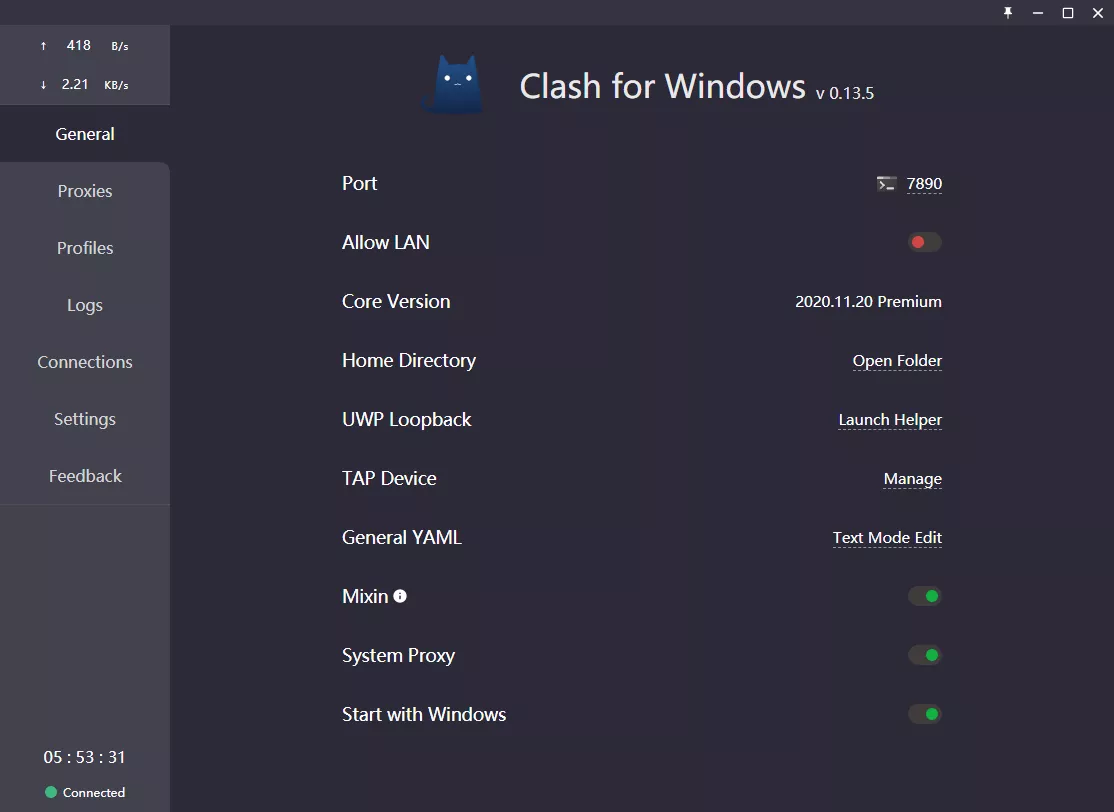 ↑ 418 B/s
↓ 2.21 KB/s
General
Proxies
Profiles
Logs
Connections
Settings
Feedback
05 : 53 : 31
Connected
Clash for Windows v 0.13.5
Port 7890
Allow LAN
Core Version 2020.11.20 Premium
Home Directory Open Folder
UWP Loopback Launch Helper
TAP Device Manage
General YAML Text Mode Edit
Mixin
System Proxy
Start with Windows